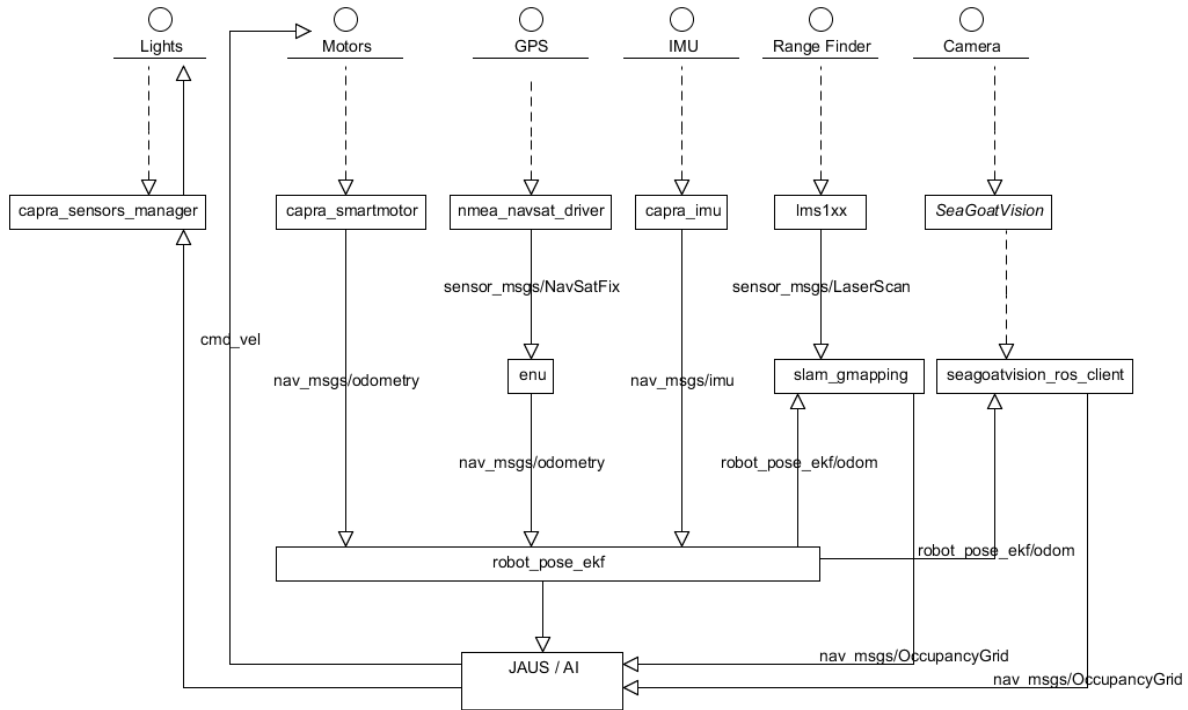 Lights
Motors
GPS
IMU
Range Finder
Camera
capra_sensors_manager
capra_smartmotor
nmea_navsat_driver
capra_imu
lms1xx
SeaGoatVision
sensor_msgs/NavSatFix
sensor_msgs/LaserScan
cmd_vel
nav_msgs/odometry
enu
nav_msgs/imu
slam_gmapping
seagoatvision_ros_client
nav_msgs/odometry
robot_pose_ekf/odom
robot_pose_ekf/odom
robot_pose_ekf
nav_msgs/OccupancyGrid
JAUS / AI
nav_msgs/OccupancyGrid